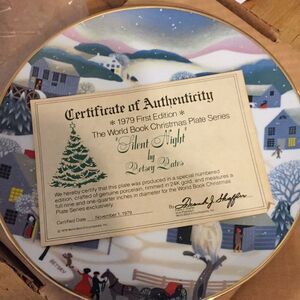 Certificate of Authenticity
* 1979 First Edition *
The World Book Christmas Plate Series
"Silent Night"
by
Betsey Bates
We hereby certify that this plate was produced in a special numbered
edition, crafted of genuine porcelain, rimmed in 24K gold, and measures a
full nine and one-quarter inches in diameter for the World Book Christmas
Plate Series exclusively.
Certified Date November 1, 1979
By